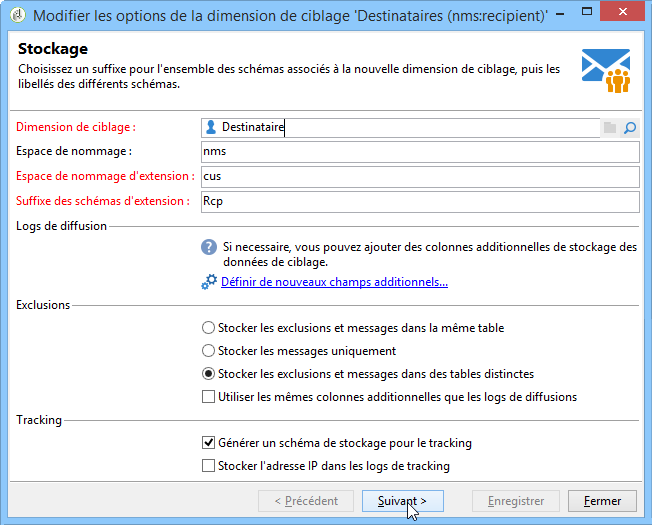 Modifier les options de la dimension de ciblage 'Destinataires (nms:recipient)'
Stockage
Choisissez un suffixe pour l'ensemble des schémas associés à la nouvelle dimension de ciblage, puis les
libellés des différents schémas.
Dimension de ciblage : Destinataire
Espace de nommage : nms
Espace de nommage d'extension : cus
Suffixe des schémas d'extension : Rcp
Logs de diffusion
Si necessaire, vous pouvez ajouter des colonnes additionnelles de stockage des
données de ciblage.
Définir de nouveaux champs additionnels...
Exclusions
Stocker les exclusions et messages dans la même table
Stocker les messages uniquement
Stocker les exclusions et messages dans des tables distinctes
Utiliser les mêmes colonnes additionnelles que les logs de diffusions
Tracking
Générer un schéma de stockage pour le tracking
Stocker l'adresse IP dans les logs de tracking
< Précédent Suivant > Enregistrer Fermer